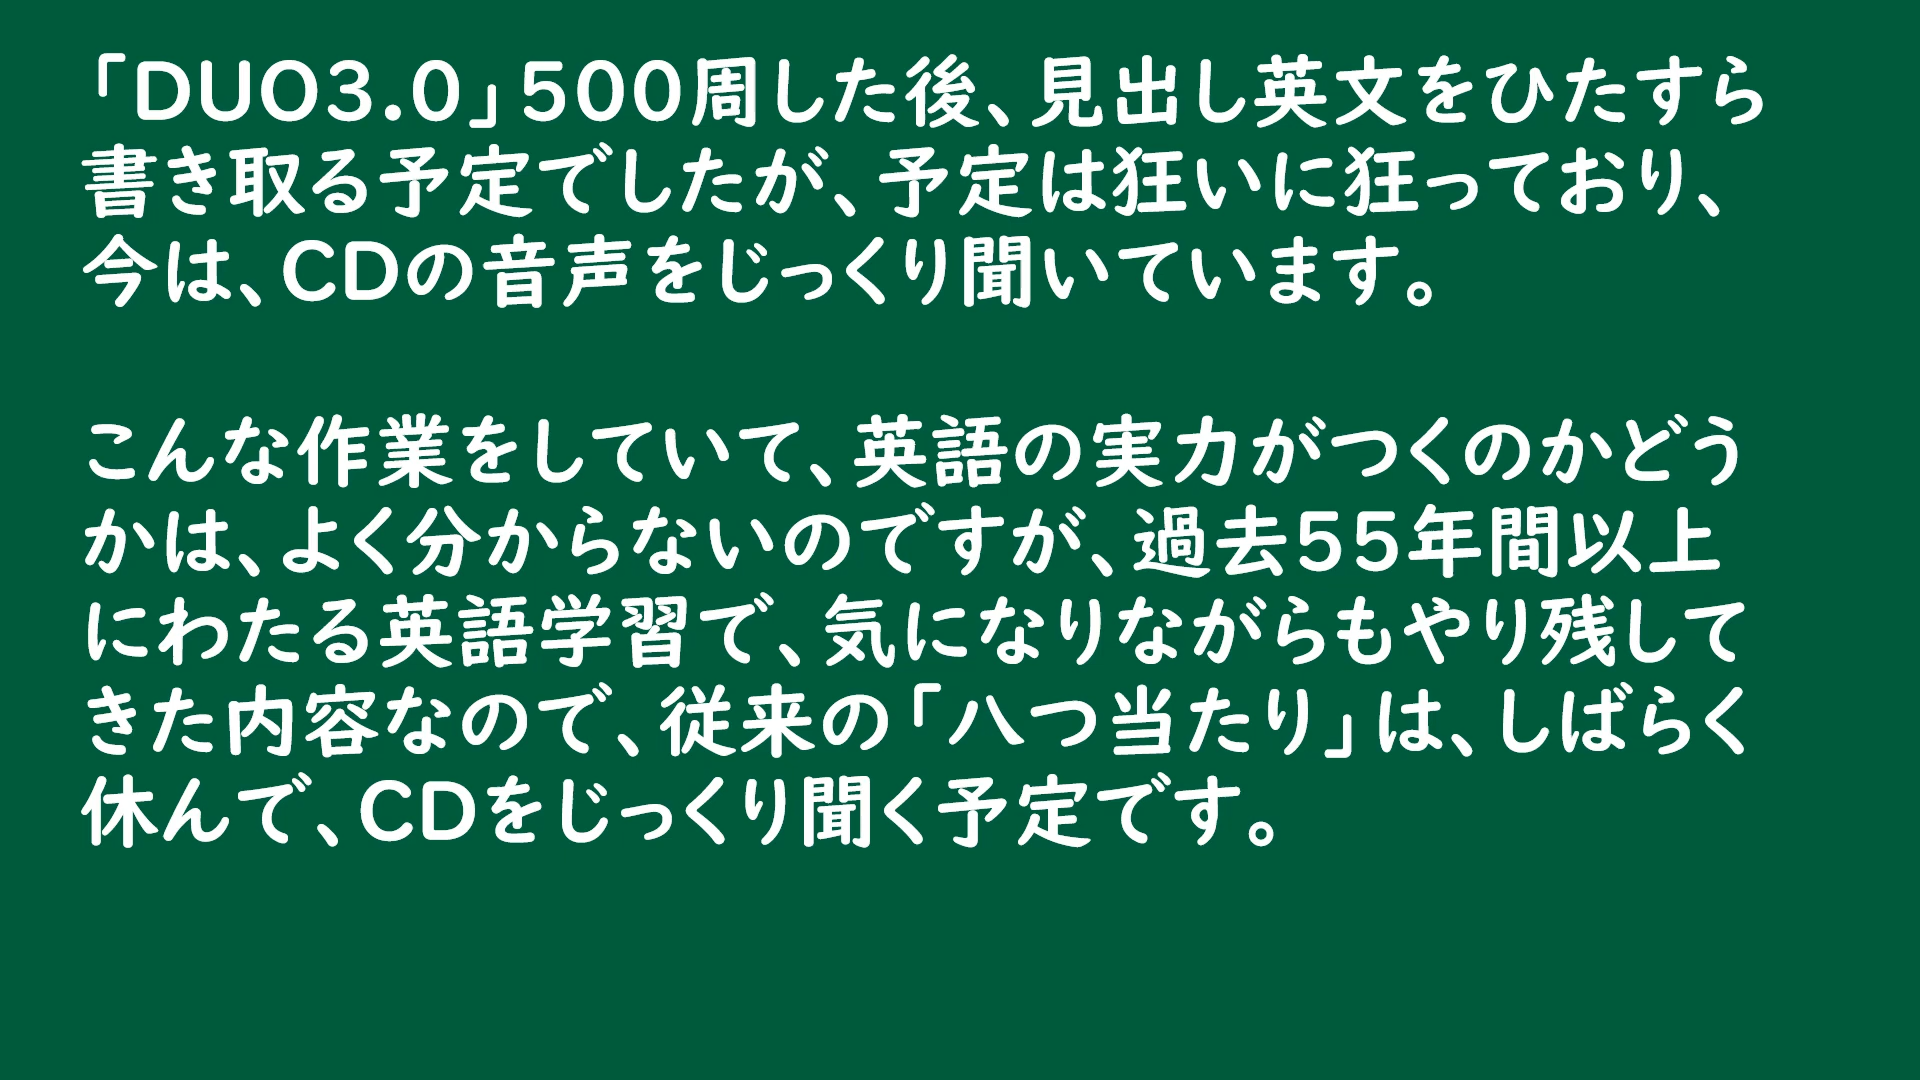 「DUO3.0」500周した後、見出し英文をひたすら
書き取る予定でしたが、予定は狂いに狂っており、
今は、CDの音声をじっくり聞いています。
こんな作業をしていて、英語の実力がつくのかどう
かは、よく分からないのですが、過去55年間以上
にわたる英語学習で、気になりながらもやり残して
きた内容なので、従来の「八つ当たり」は、しばらく
休んで、CDをじっくり聞く予定です。